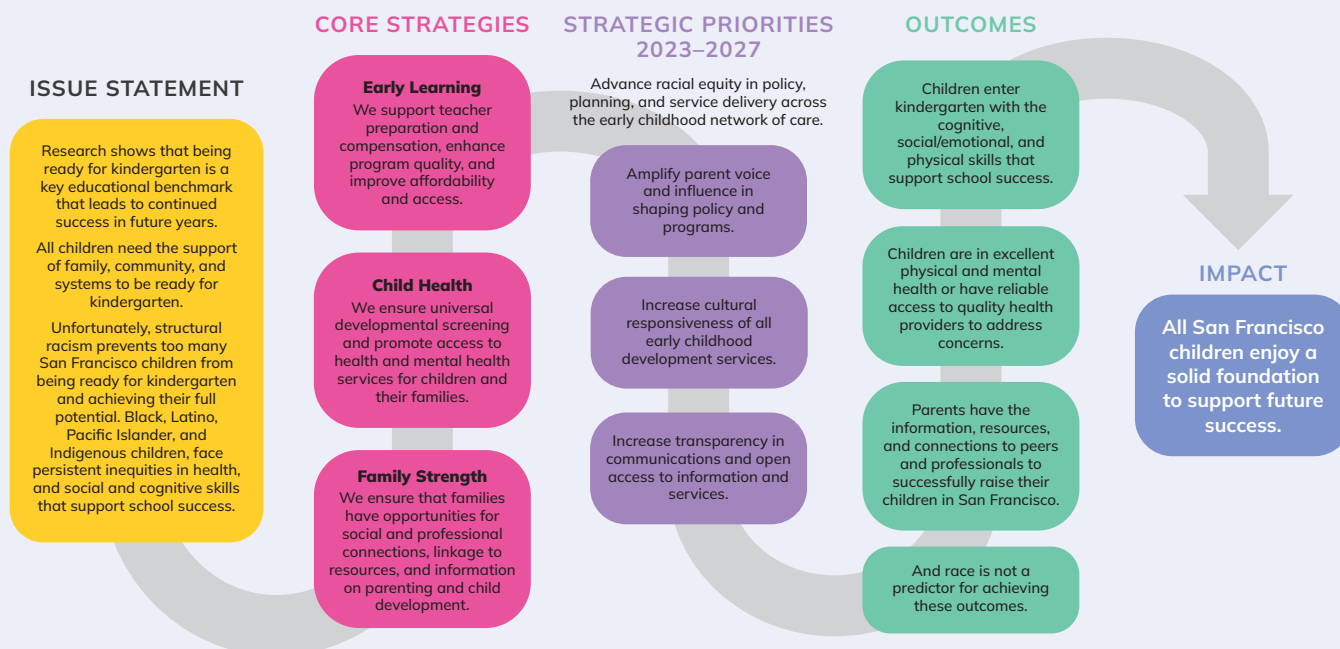 ISSUE STATEMENT
Research shows that being
ready for kindergarten is a
key educational benchmark
that leads to continued
success in future years.
All children need the support
of family, community, and
systems to be ready for
kindergarten.
Unfortunately, structural
racism prevents too many
San Francisco children from
being ready for kindergarten
and achieving their full
potential. Black, Latino,
Pacific Islander, and
Indigenous children, face
persistent inequities in health,
and social and cognitive skills
that support school success.
CORE STRATEGIES
Early Learning
We support teacher
preparation and
compensation, enhance
program quality, and
improve affordability
and access.
Child Health
We ensure universal
developmental screening
and promote access to
health and mental health
services for children and
their families.
Family Strength
We ensure that families
have opportunities for
social and professional
connections, linkage to
resources, and information
on parenting and child
development.
STRATEGIC PRIORITIES
2023–2027
Advance racial equity in policy,
planning, and service delivery across
the early childhood network of care.
Amplify parent voice
and influence in
shaping policy and
programs.
Increase cultural
responsiveness of all
early childhood
development services.
Increase transparency in
communications and open
access to information and
services.
OUTCOMES
Children enter
kindergarten with the
cognitive,
social/emotional, and
physical skills that
support school success.
Children are in excellent
physical and mental
health or have reliable
access to quality health
providers to address
concerns.
Parents have the
information, resources,
and connections to peers
and professionals to
successfully raise their
children in San Francisco.
And race is not a
predictor for achieving
these outcomes.
IMPACT
All San Francisco
children enjoy a
solid foundation
to support future
success.